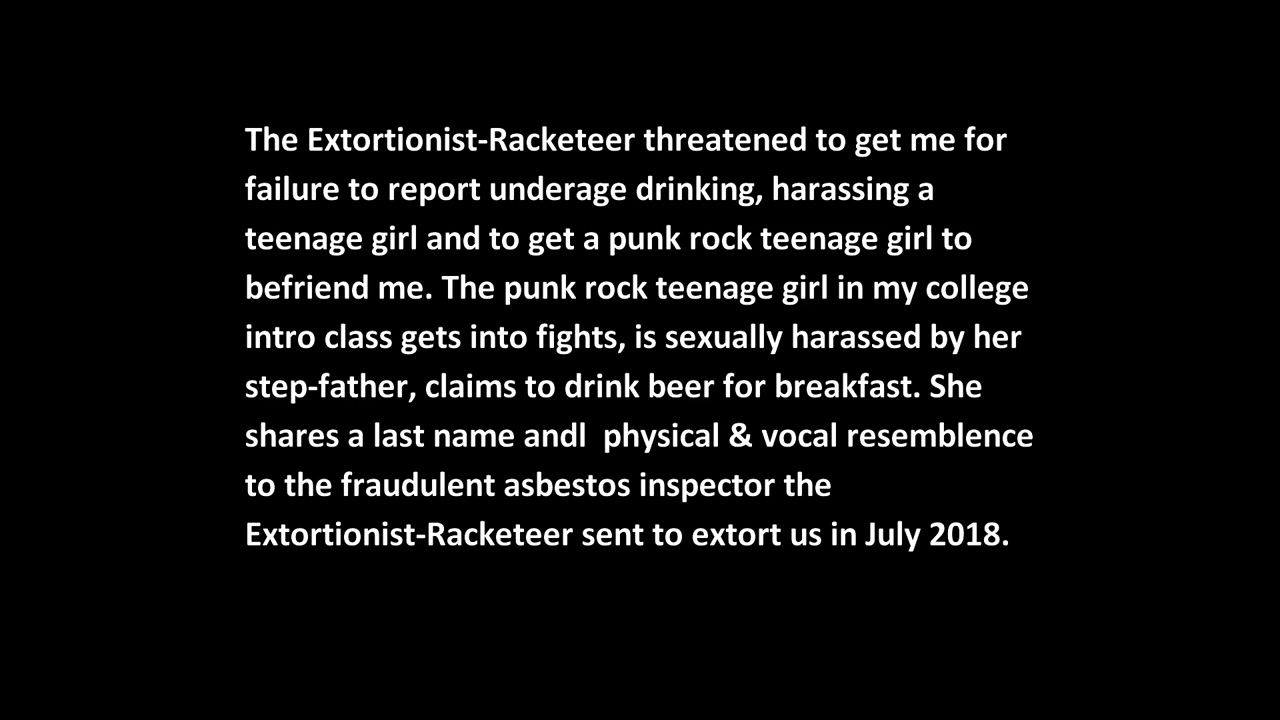 The Extortionist-Racketeer threatened to get me for
failure to report underage drinking, harassing a
teenage girl and to get a punk rock teenage girl to
befriend me. The punk rock teenage girl in my college
intro class gets into fights, is sexually harassed by her
step-father, claims to drink beer for breakfast. She
shares a last name andl  physical & vocal resemblence
to the fraudulent asbestos inspector the
Extortionist-Racketeer sent to extort us in July 2018.